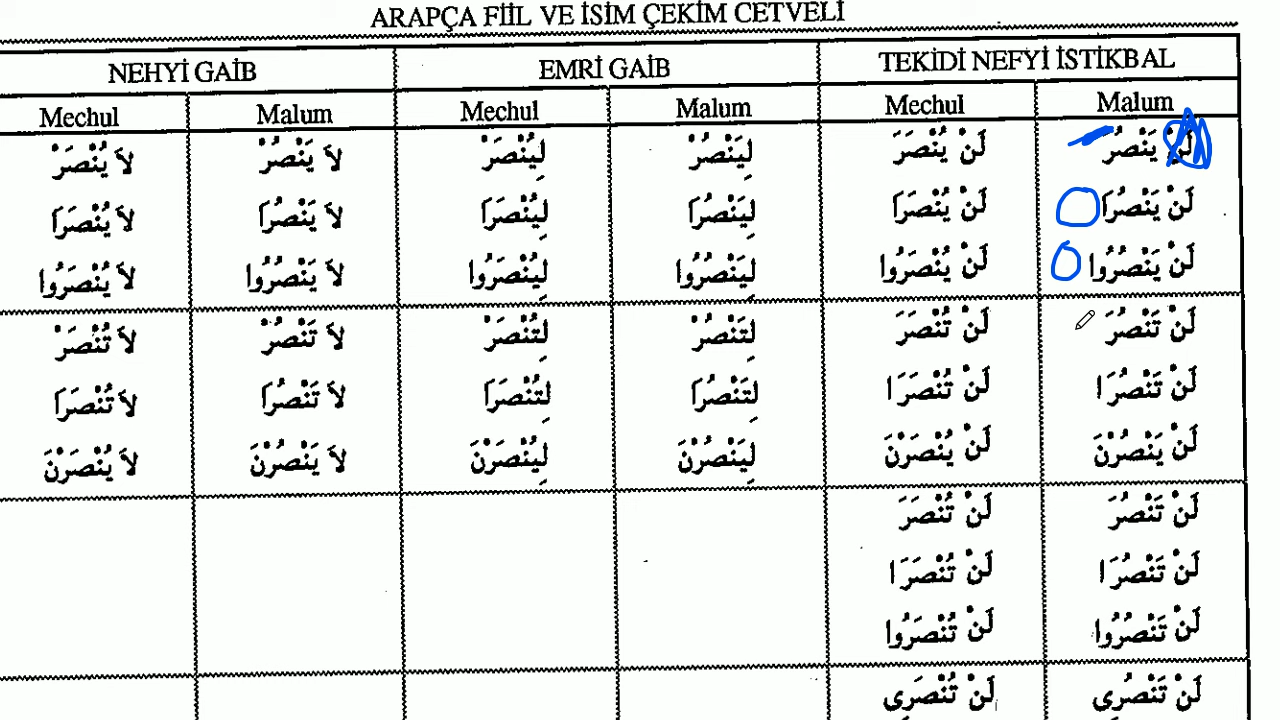 ARAPÇA FİİL VE İSİM ÇEKİM CETVELİ
NEHYİ GAİB EMRİ GAİB TEKİDİ NEFYİ İSTİKBAL
Mechul Malum Mechul Malum Mechul Malum
لَنْ يَنْصُرَ لَنْ يُنْصَرَ لِيَنْصُرْ لِيُنْصَرْ لاَ يَنْصُرْ لاَ يُنْصَرْ
لَنْ يَنْصُرَا لَنْ يُنْصَرَا لِيَنْصُرَا لِيُنْصَرَا لاَ يَنْصُرَا لاَ يُنْصَرَا
لَنْ يَنْصُرُوا لَنْ يُنْصَرُوا لِيَنْصُرُوا لِيُنْصَرُوا لاَ يَنْصُرُوا لاَ يُنْصَرُوا
لَنْ تَنْصُرَ لَنْ تُنْصَرَ لِتَنْصُرْ لِتُنْصَرْ لاَ تَنْصُرْ لاَ تُنْصَرْ
لَنْ تَنْصُرَا لَنْ تُنْصَرَا لِتَنْصُرَا لِتُنْصَرَا لاَ تَنْصُرَا لاَ تُنْصَرَا
لَنْ يَنْصُرْنَ لَنْ يُنْصَرْنَ لِيَنْصُرْنَ لِيُنْصَرْنَ لاَ يَنْصُرْنَ لاَ يُنْصَرْنَ
لَنْ تَنْصُرَ لَنْ تُنْصَرَ
لَنْ تَنْصُرَا لَنْ تُنْصَرَا
لَنْ تَنْصُرُوا لَنْ تُنْصَرُوا
لَنْ تَنْصُرِى لَنْ تُنْصَرِى